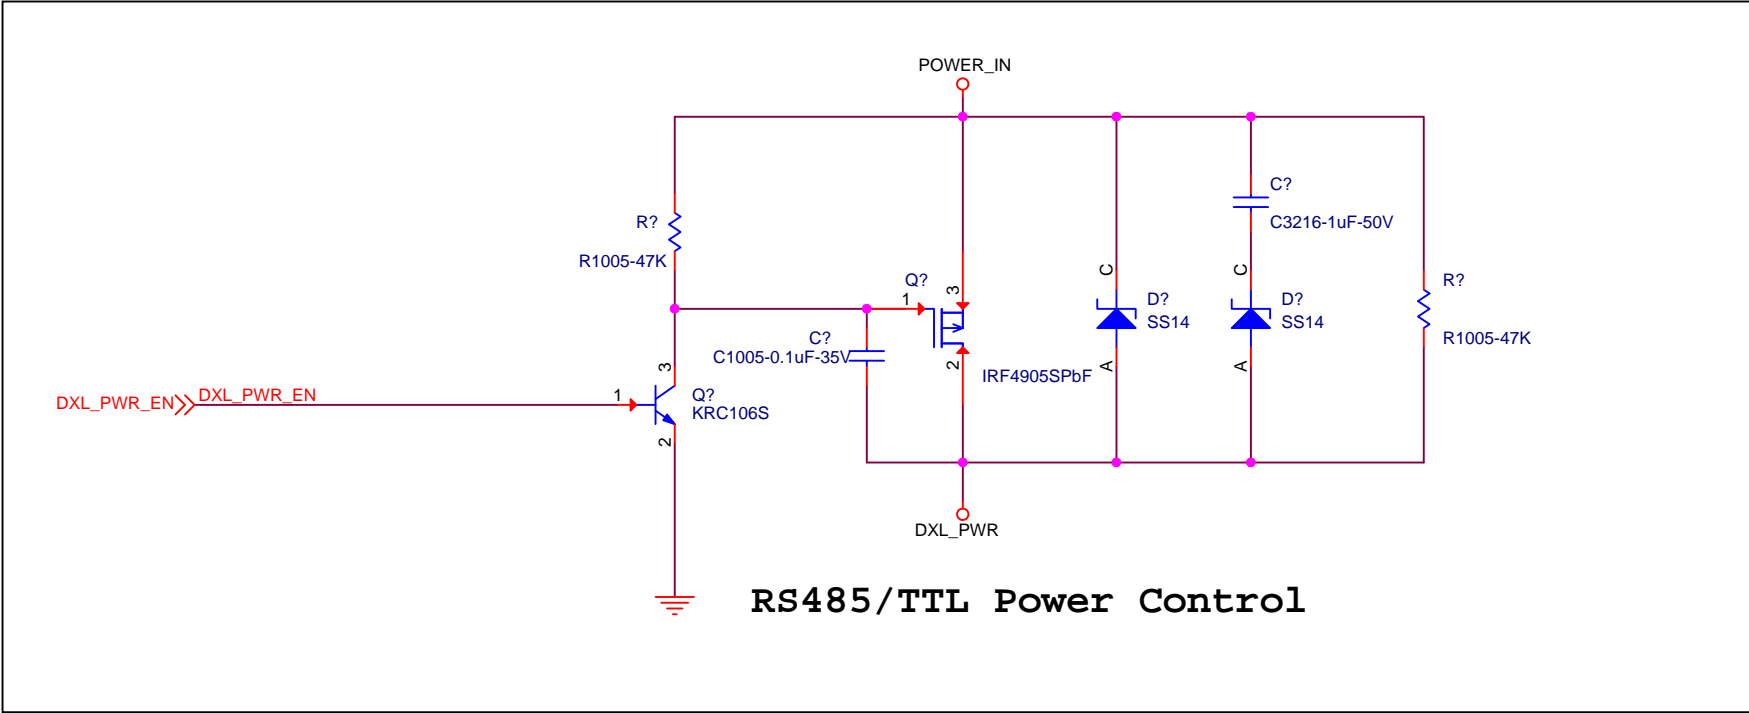 POWER_IN
C?
C3216-1uF-50V
R?
R1005-47K
Q?
1
3
2
IRF4905SPbF
C?
C1005-0.1uF-35V
C
D?
SS14
A
C
D?
SS14
A
R?
R1005-47K
DXL_PWR_EN
DXL_PWR_EN
1
3
Q?
KRC106S
2
DXL_PWR
RS485/TTL Power Control